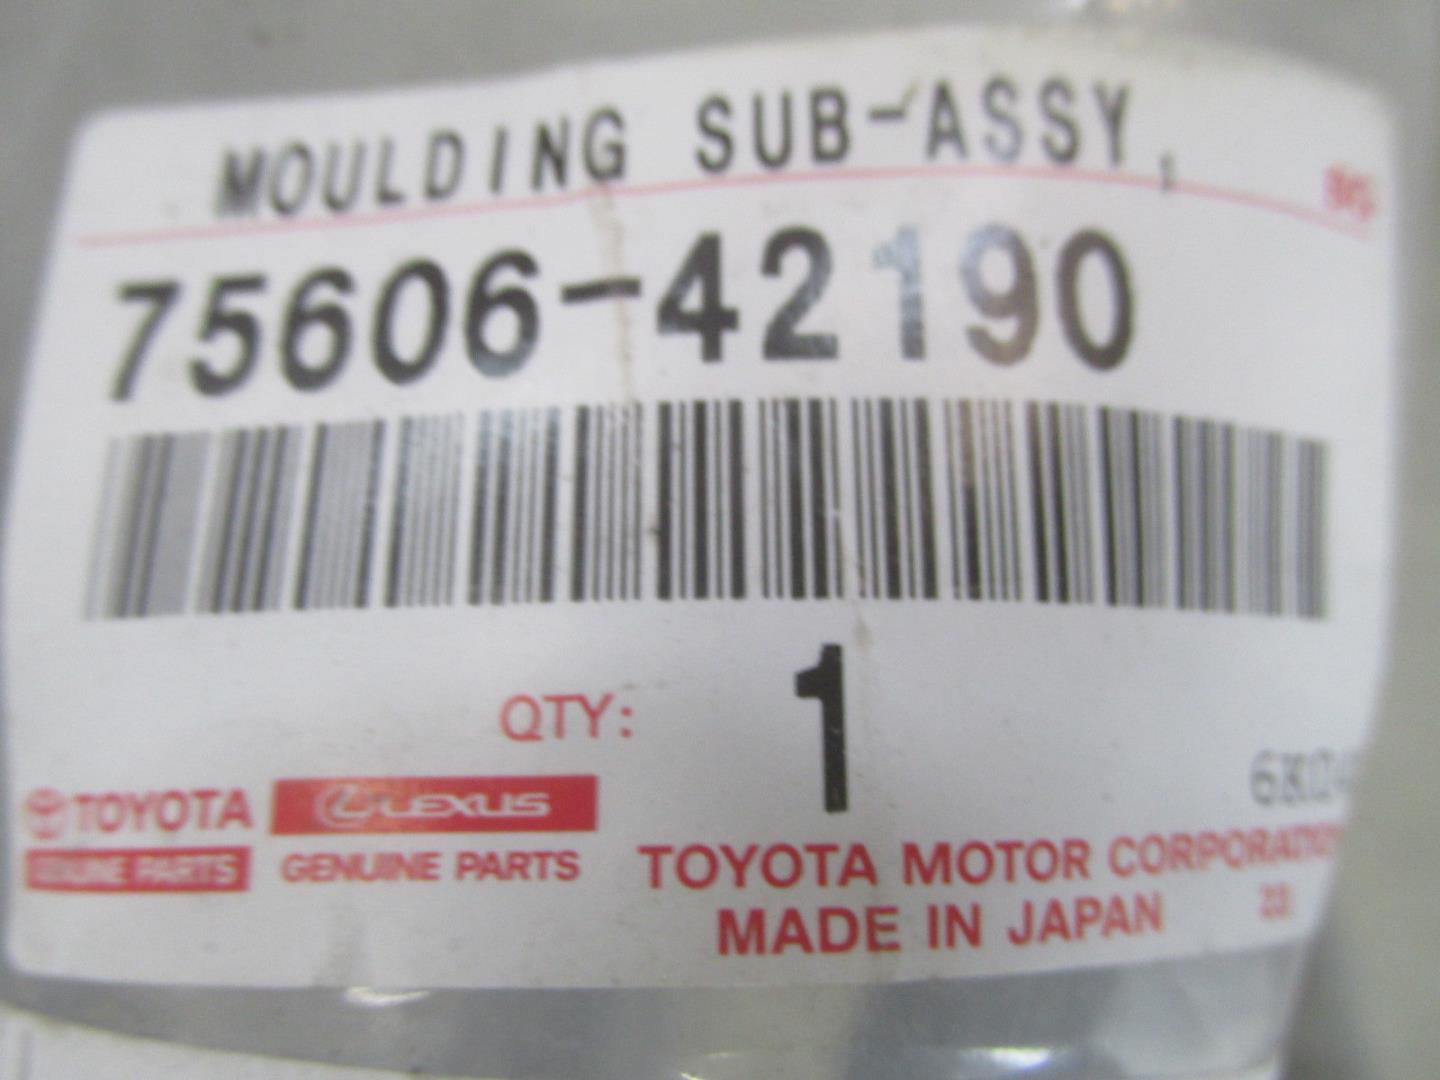 MOULDING SUB-ASSY,
75606-42190
QTY: 1
TOYOTA
GENUINE PARTS
LEXUS
GENUINE PARTS
TOYOTA MOTOR CORPORATION
MADE IN JAPAN